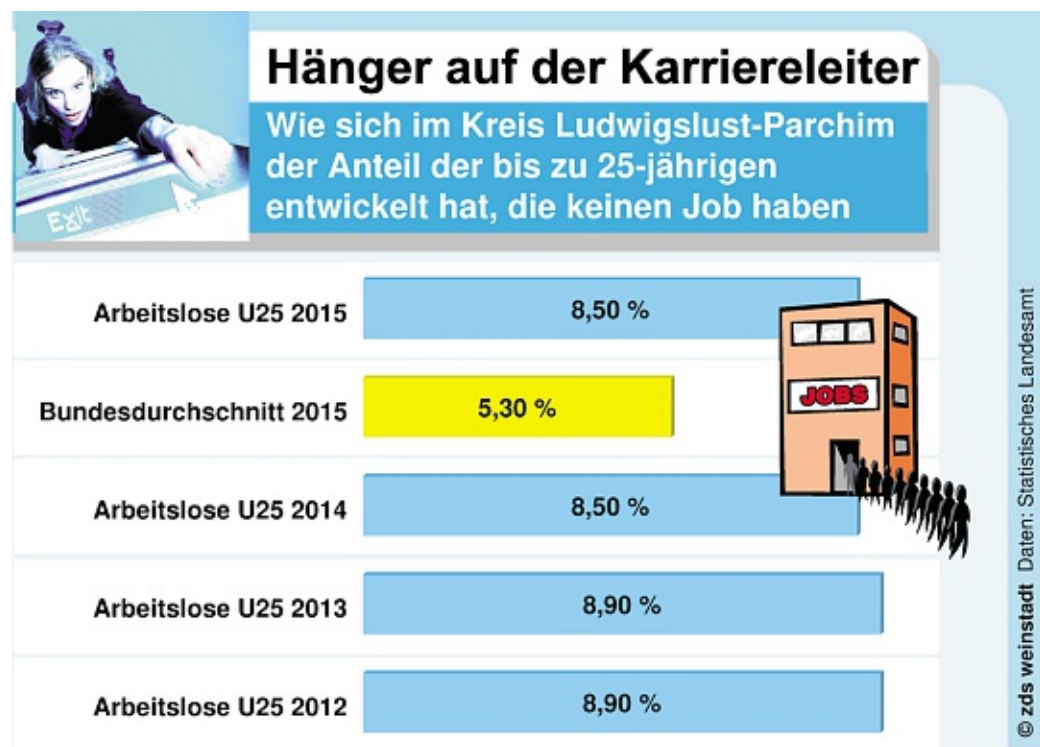 Hänger auf der Karriereleiter
Wie sich im Kreis Ludwigslust-Parchim
der Anteil der bis zu 25-jährigen
entwickelt hat, die keinen Job haben
Exit
Arbeitslose U25 2015
8,50 %
Bundesdurchschnitt 2015
5,30 %
Arbeitslose U25 2014
8,50 %
Arbeitslose U25 2013
8,90 %
Arbeitslose U25 2012
8,90 %
JOBS
© zds weinstadt Daten: Statistisches Landesamt